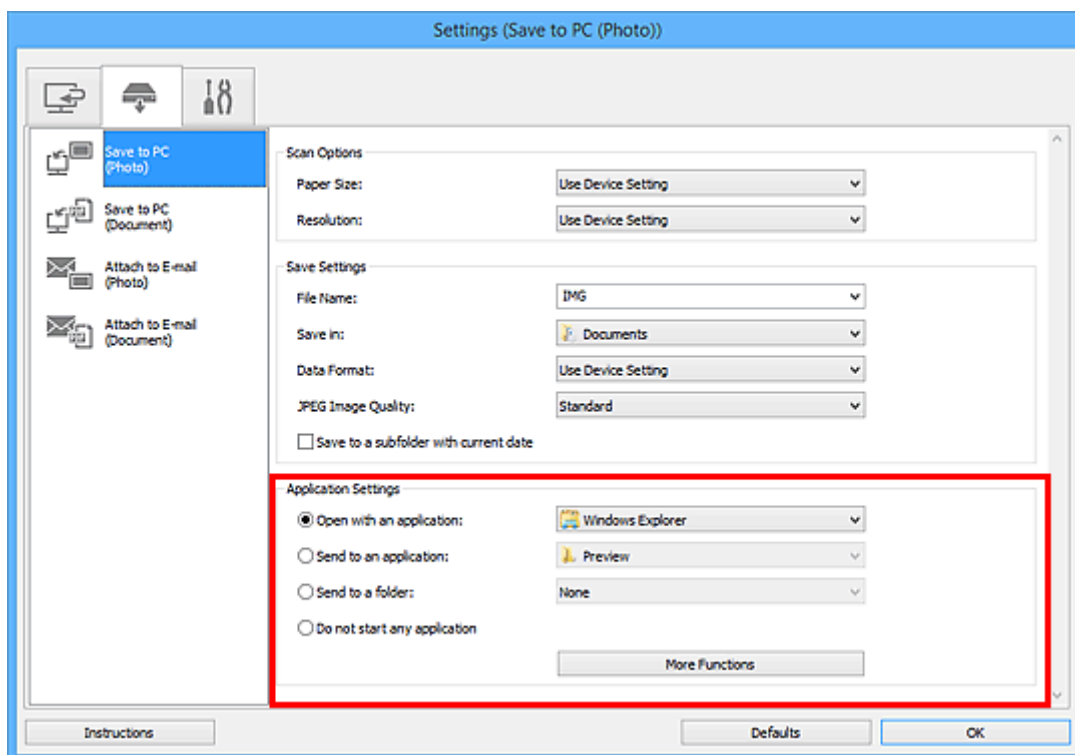 Settings (Save to PC (Photo))
Save to PC
(Photo)
Save to PC
(Document)
Attach to E-mail
(Photo)
Attach to E-mail
(Document)
Scan Options
Paper Size: Use Device Setting
Resolution: Use Device Setting
Save Settings
File Name: IMG
Save in: Documents
Data Format: Use Device Setting
JPEG Image Quality: Standard
Save to a subfolder with current date
Application Settings
Open with an application: Windows Explorer
Send to an application: Preview
Send to a folder: None
Do not start any application
More Functions
Instructions Defaults OK